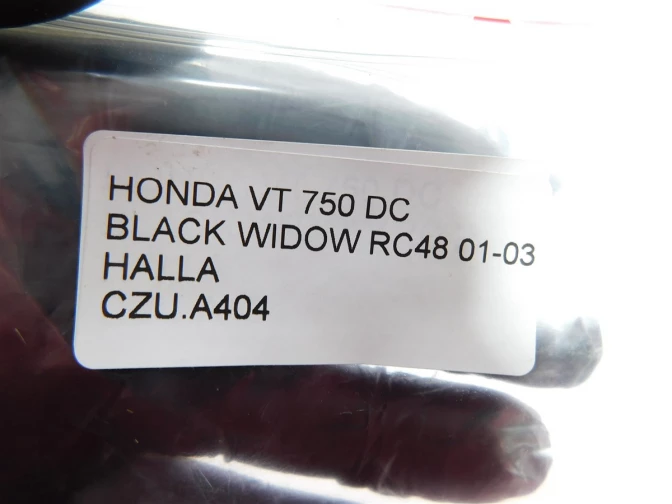 HONDA VT 750 DC
BLACK WIDOW RC48 01-03
HALLA
CZU.A404